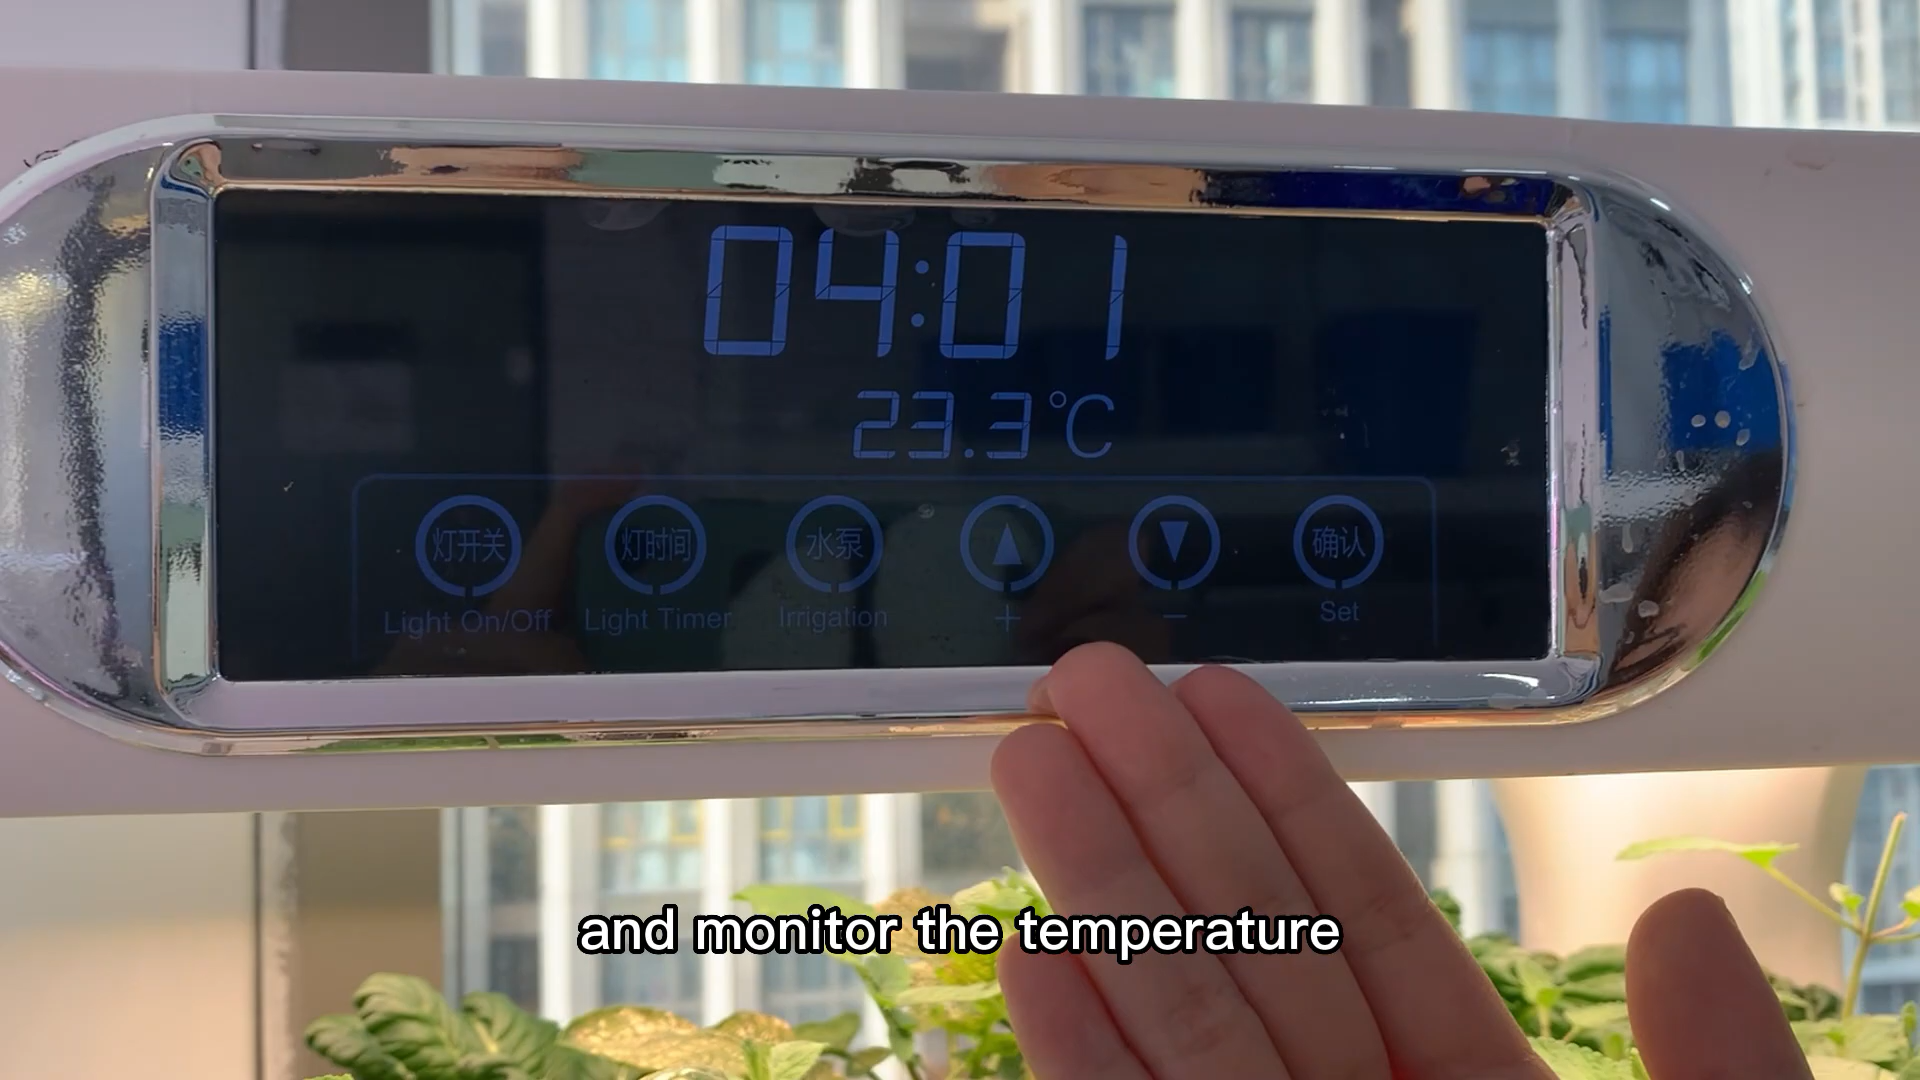 04:01
23.3°C
灯开关 灯时间 水泵 ▲ ▼ 确认
Light On/Off Light Timer Irrigation + − Set
and monitor the temperature